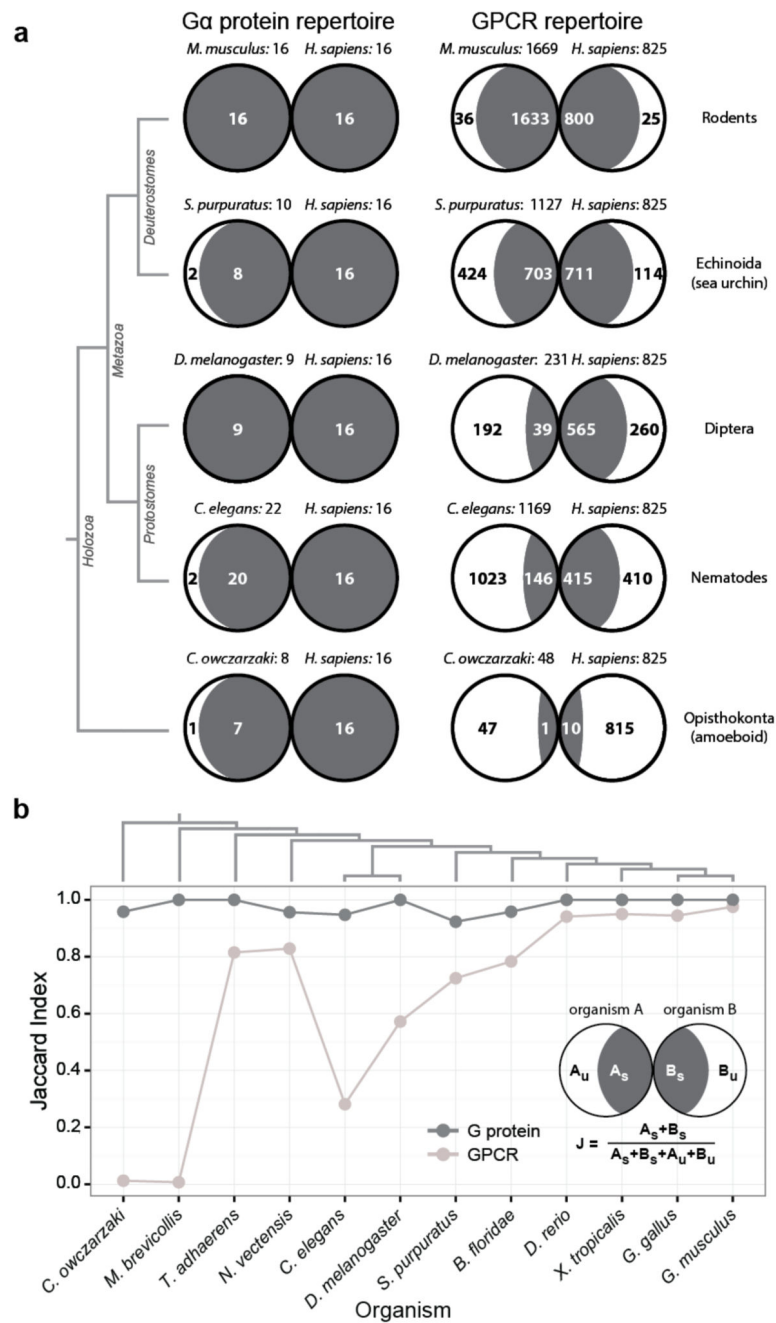 a
Gα protein repertoire
GPCR repertoire
M. musculus: 16 H. sapiens: 16
M. musculus: 1669 H. sapiens: 825
16 16
36 1633 800 25
Rodents
Deuterostomes
S. purpuratus: 10 H. sapiens: 16
S. purpuratus: 1127 H. sapiens: 825
2 8 16
424 703 711 114
Echinoida
(sea urchin)
Metazoa
D. melanogaster: 9 H. sapiens: 16
D. melanogaster: 231 H. sapiens: 825
9 16
192 39 565 260
Diptera
Protostomes
C. elegans: 22 H. sapiens: 16
C. elegans: 1169 H. sapiens: 825
2 20 16
1023 146 415 410
Nematodes
Holozoa
C. owczarzaki: 8 H. sapiens: 16
C. owczarzaki: 48 H. sapiens: 825
1 7 16
47 1 10 815
Opisthokonta
(amoeboid)
b
Jaccard Index
1.0
0.8
0.6
0.4
0.2
0.0
organism A organism B
Au As Bs Bu
J = As+Bs
As+Bs+Au+Bu
G protein
GPCR
C. owczarzaki
M. brevicollis
T. adhaerens
N. vectensis
C. elegans
D. melanogaster
S. purpuratus
B. floridae
D. rerio
X. tropicalis
G. gallus
G. musculus
Organism